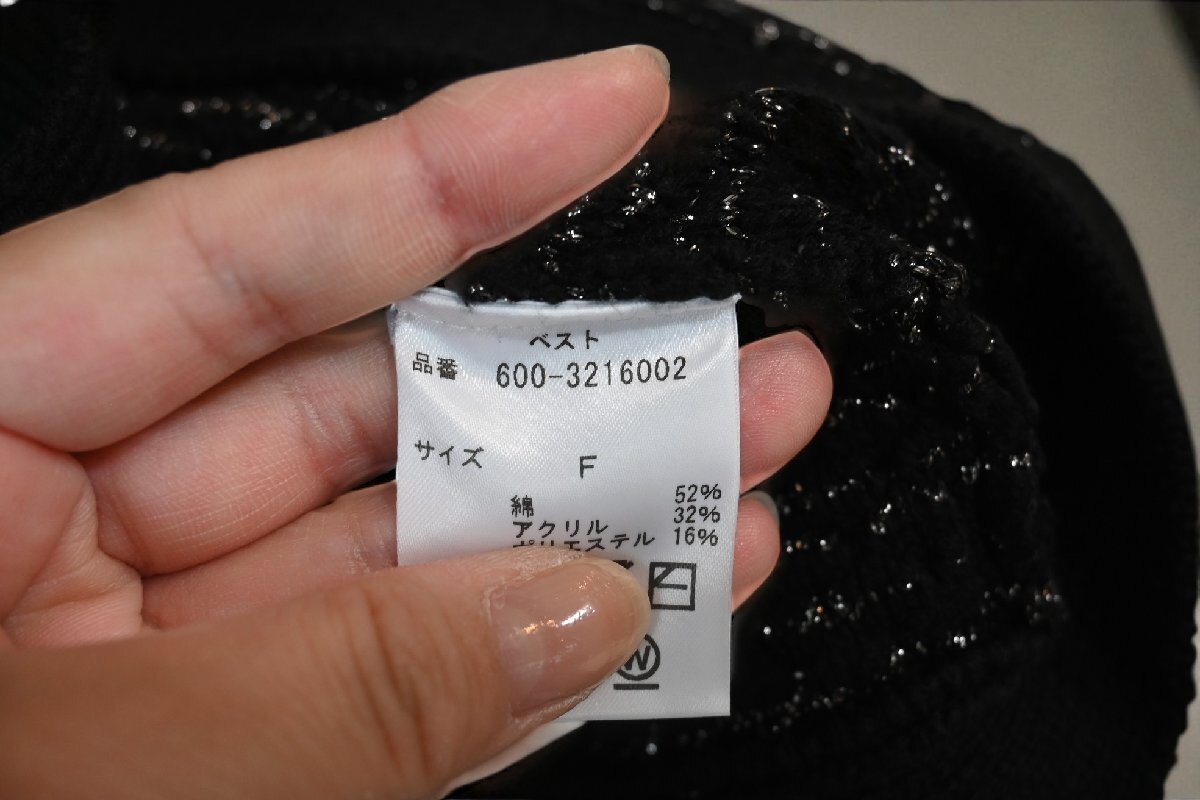 ベスト
品番 600-3216002
サイズ F
綿 52%
アクリル 32%
ポリエステル 16%
W